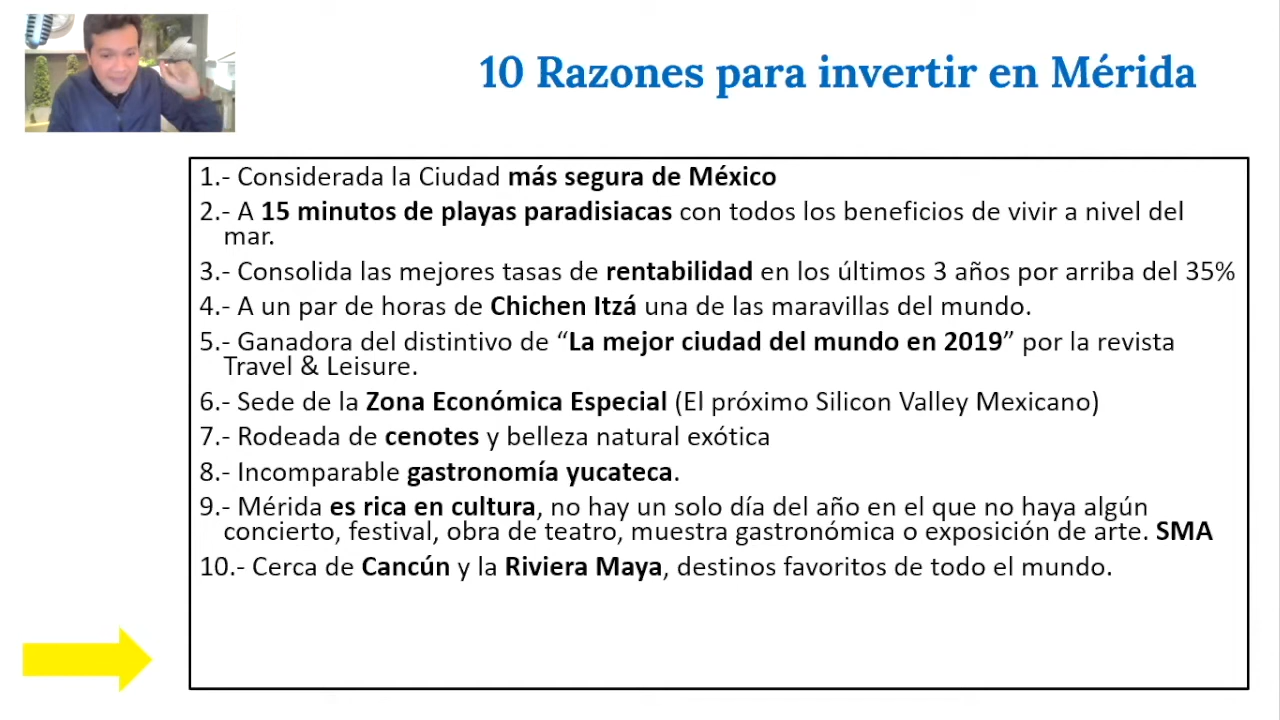 10 Razones para invertir en Mérida
1.- Considerada la Ciudad más segura de México
2.- A 15 minutos de playas paradisiacas con todos los beneficios de vivir a nivel del
mar.
3.- Consolida las mejores tasas de rentabilidad en los últimos 3 años por arriba del 35%
4.- A un par de horas de Chichen Itzá una de las maravillas del mundo.
5.- Ganadora del distintivo de “La mejor ciudad del mundo en 2019” por la revista
Travel & Leisure.
6.- Sede de la Zona Económica Especial (El próximo Silicon Valley Mexicano)
7.- Rodeada de cenotes y belleza natural exótica
8.- Incomparable gastronomía yucateca.
9.- Mérida es rica en cultura, no hay un solo día del año en el que no haya algún
concierto, festival, obra de teatro, muestra gastronómica o exposición de arte. SMA
10.- Cerca de Cancún y la Riviera Maya, destinos favoritos de todo el mundo.